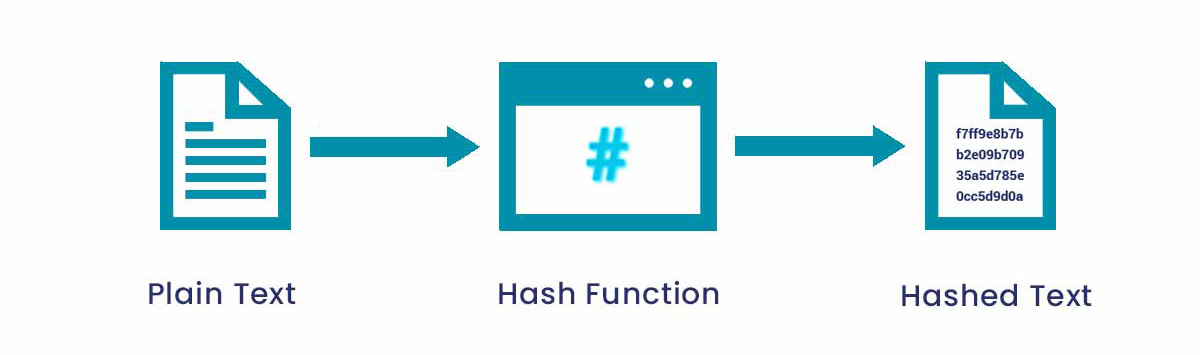 #
f7ff9e8b7b
b2e09b709
35a5d785e
0cc5d9d0a
Plain Text
Hash Function
Hashed Text